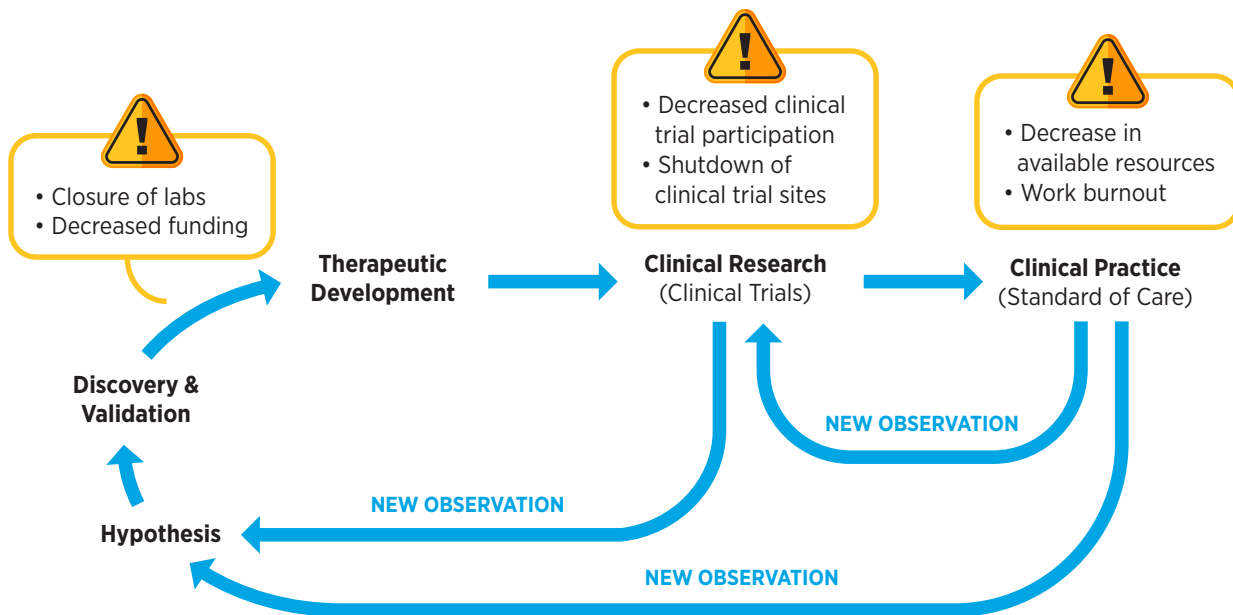 • Closure of labs
• Decreased funding
• Decreased clinical
trial participation
• Shutdown of
clinical trial sites
• Decrease in
available resources
• Work burnout
Therapeutic
Development
Clinical Research
(Clinical Trials)
Clinical Practice
(Standard of Care)
Discovery &
Validation
NEW OBSERVATION
NEW OBSERVATION
Hypothesis
NEW OBSERVATION